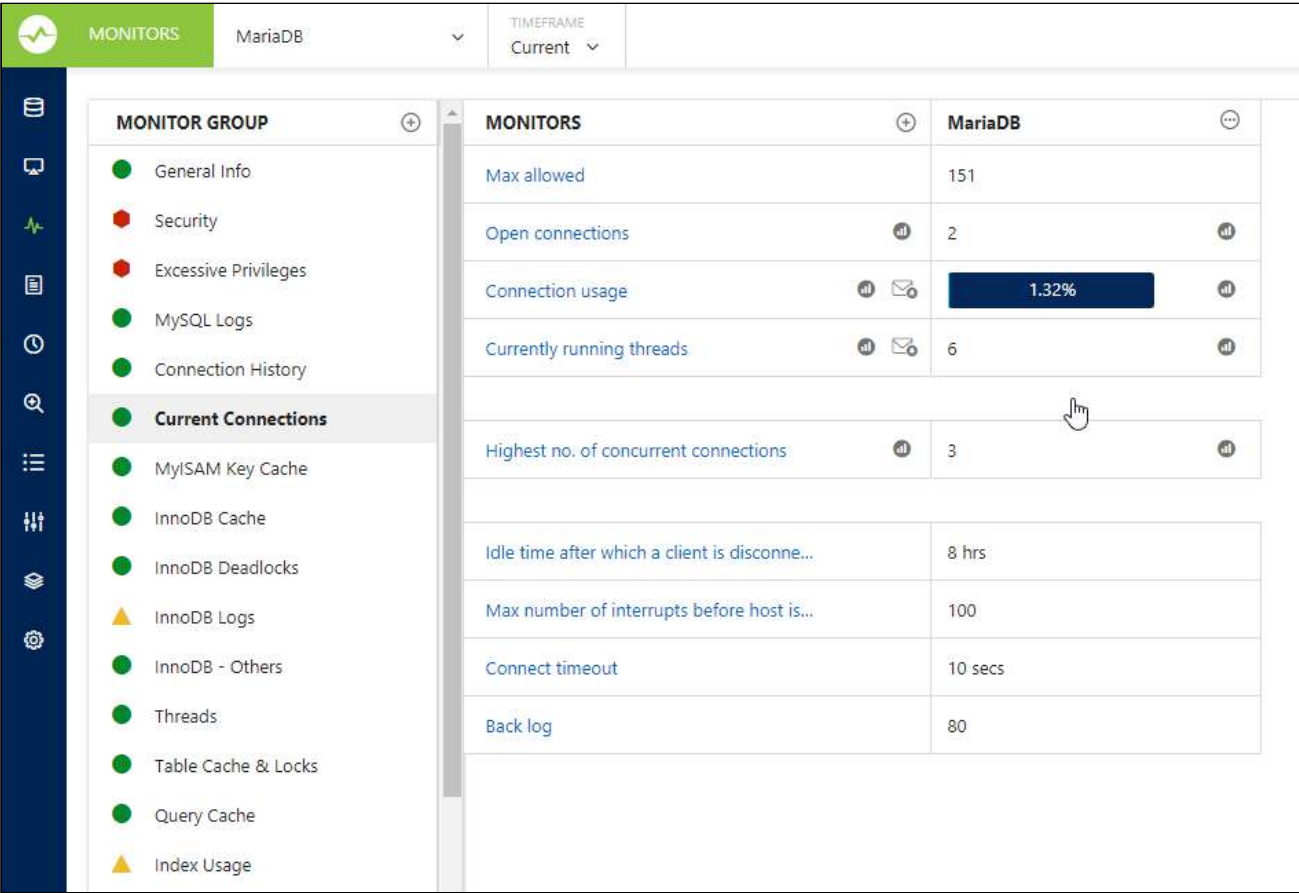 MONITORS
MariaDB
TIMEFRAME
Current
MONITOR GROUP
General Info
Security
Excessive Privileges
MySQL Logs
Connection History
Current Connections
MyISAM Key Cache
InnoDB Cache
InnoDB Deadlocks
InnoDB Logs
InnoDB - Others
Threads
Table Cache & Locks
Query Cache
Index Usage
MONITORS MariaDB
Max allowed 151
Open connections 2
Connection usage 1.32%
Currently running threads 6
Highest no. of concurrent connections 3
Idle time after which a client is disconne... 8 hrs
Max number of interrupts before host is... 100
Connect timeout 10 secs
Back log 80